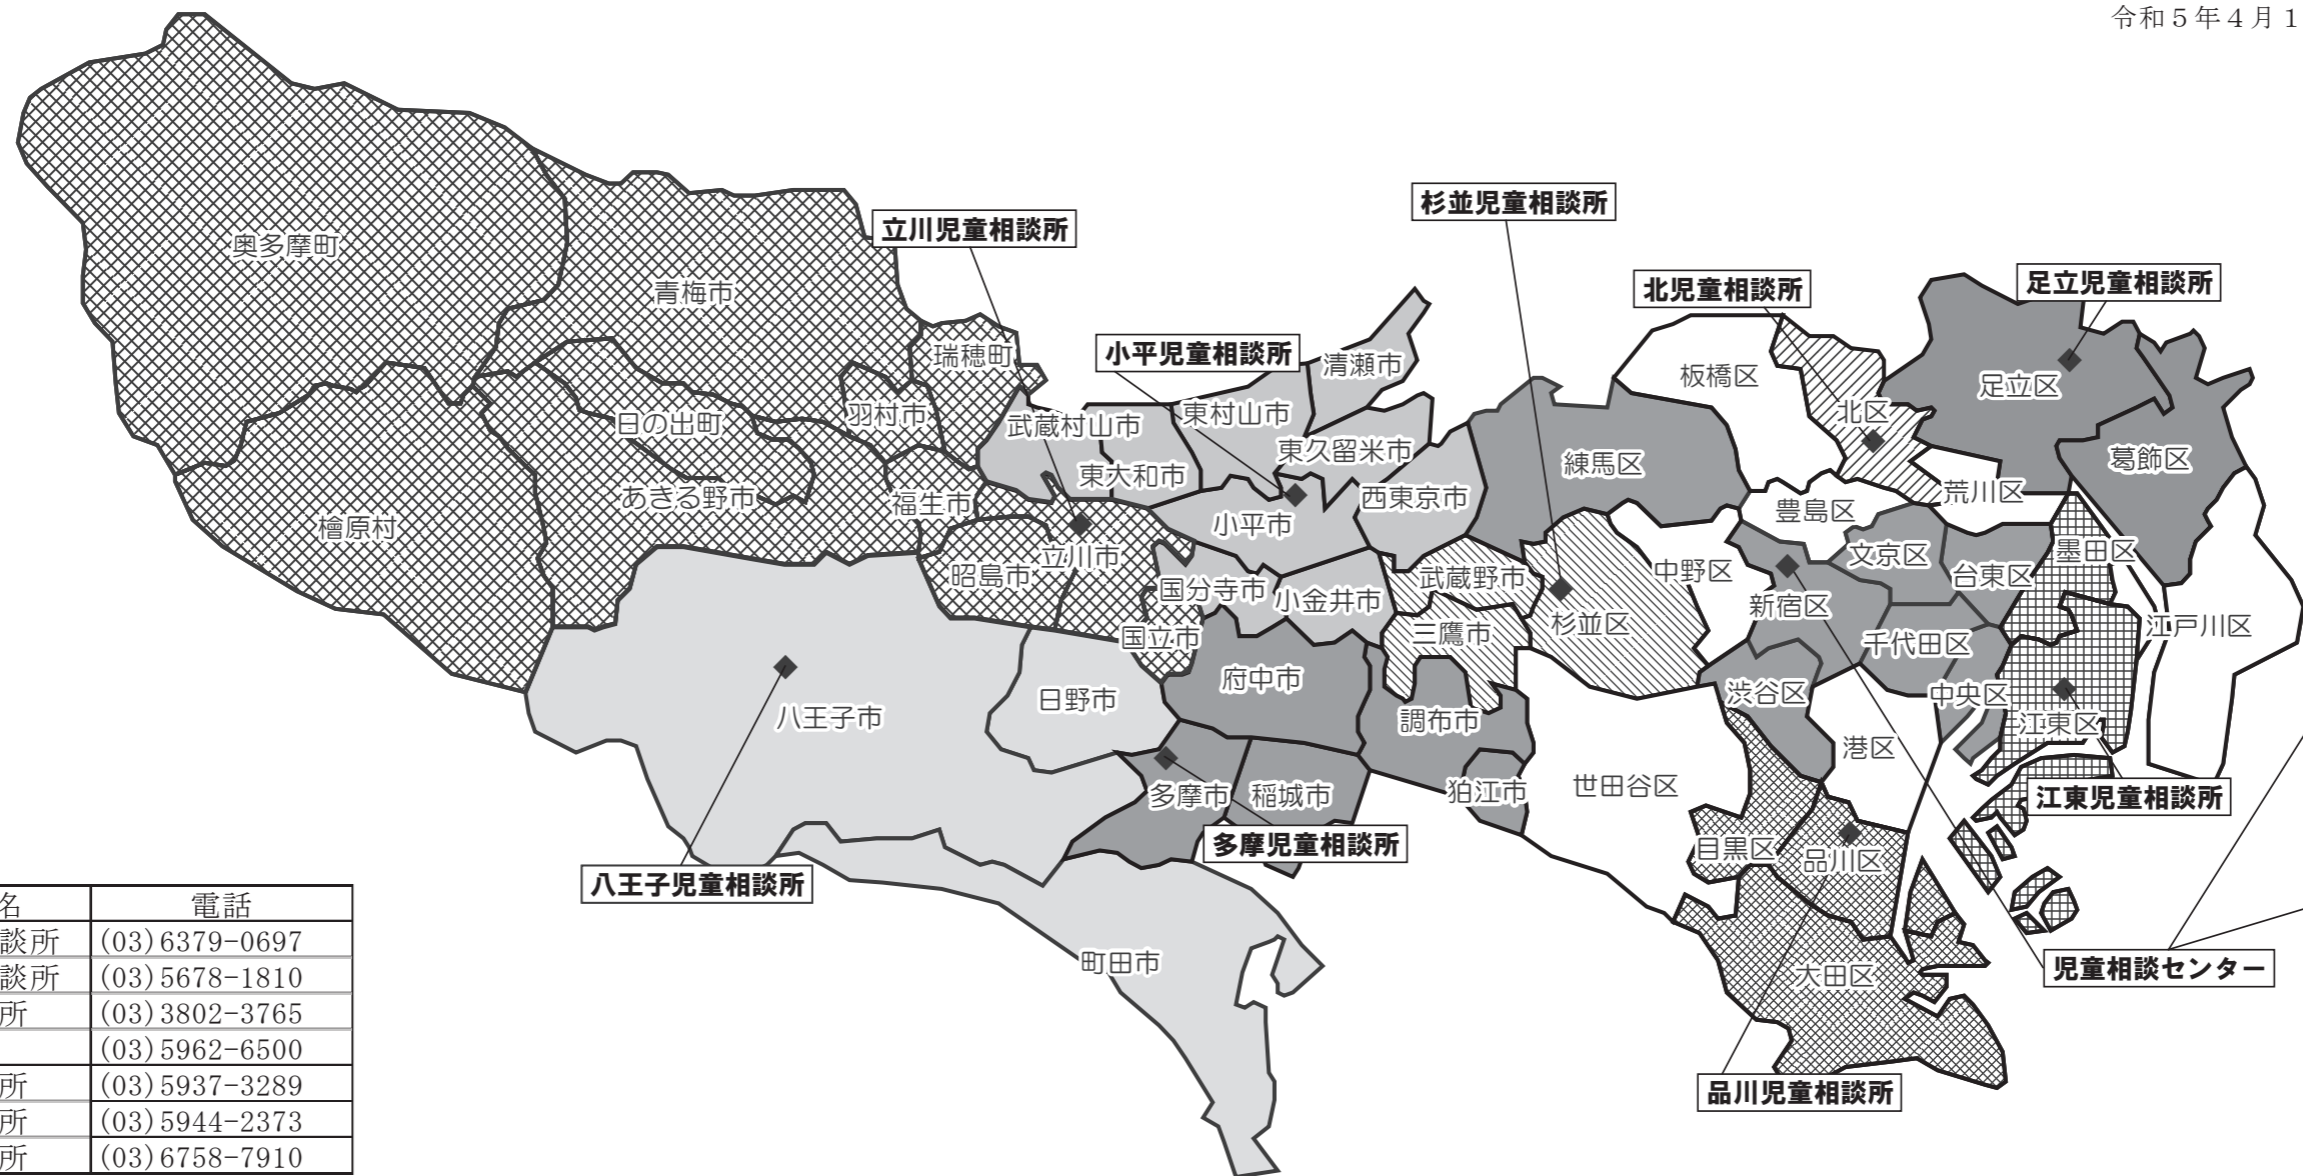 令和５年４月１
杉並児童相談所
立川児童相談所
奥多摩町
北児童相談所
足立児童相談所
青梅市
小平児童相談所
瑞穂町
清瀬市
板橋区
足立区
羽村市
日の出町
武蔵村山市
東村山市
北区
東久留米市
東大和市
練馬区
葛飾区
あきる野市
福生市
西東京市
荒川区
檜原村
小平市
豊島区
立川市
文京区
墨田区
昭島市
国分寺市
小金井市
武蔵野市
中野区
台東区
新宿区
国立市
三鷹市
杉並区
千代田区
江戸川区
府中市
日野市
渋谷区
中央区
八王子市
調布市
江東区
港区
多摩市
稲城市
狛江市
世田谷区
江東児童相談所
多摩児童相談所
目黒区
品川区
八王子児童相談所
町田市
大田区
児童相談センター
品川児童相談所
名 電話
談所 (03)6379-0697
談所 (03)5678-1810
所 (03)3802-3765
(03)5962-6500
所 (03)5937-3289
所 (03)5944-2373
所 (03)6758-7910